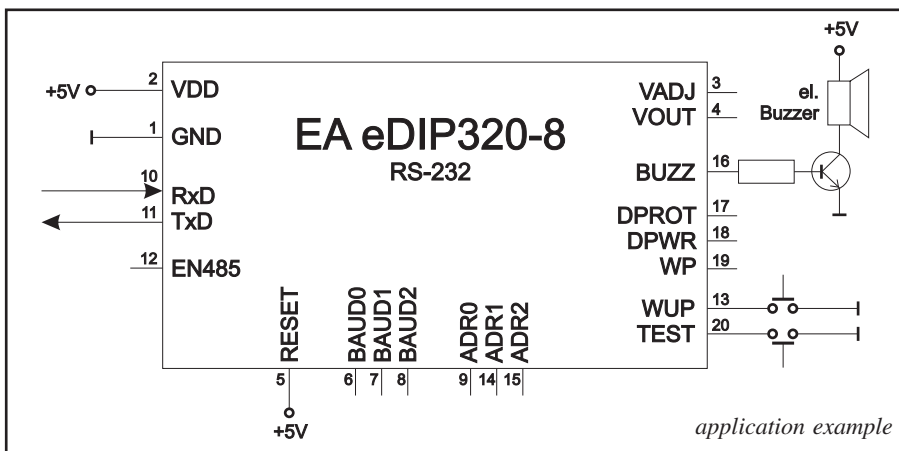 +5V
2 VDD
+5V
1 GND
10 RxD
11 TxD
12 EN485
EA eDIP320-8
RS-232
VADJ 3
VOUT 4
el.
Buzzer
BUZZ 16
DPROT 17
DPWR 18
WP 19
WUP 13
TEST 20
RESET
BAUD0
BAUD1
BAUD2
ADR0
ADR1
ADR2
5 6 7 8 9 14 15
+5V
application example